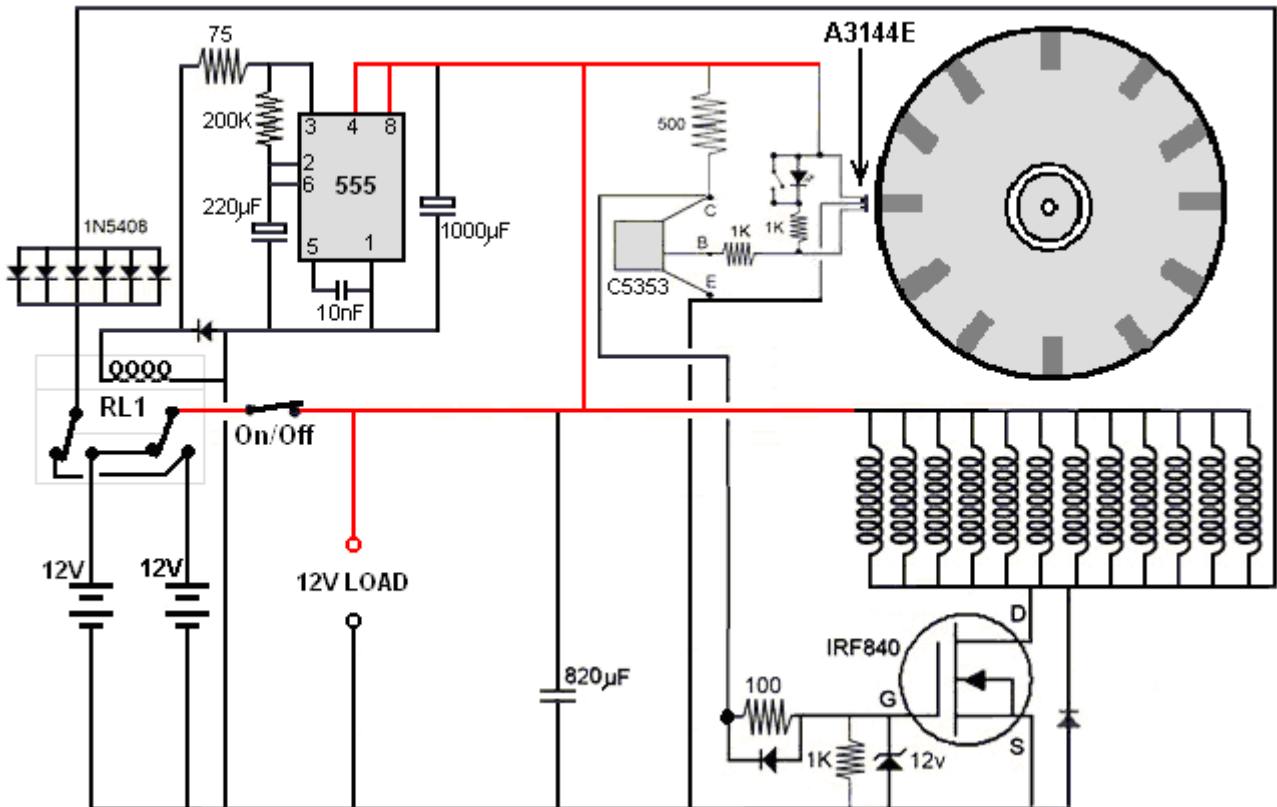 75
A3144E
200K
3 4 8
2
6
555
5 1
220µF
1000µF
10nF
1N5408
500
C
B
E
1K
1K
C5353
RL1
On/Off
12V
12V
12V LOAD
820µF
100
1K
12v
IRF840
G
D
S